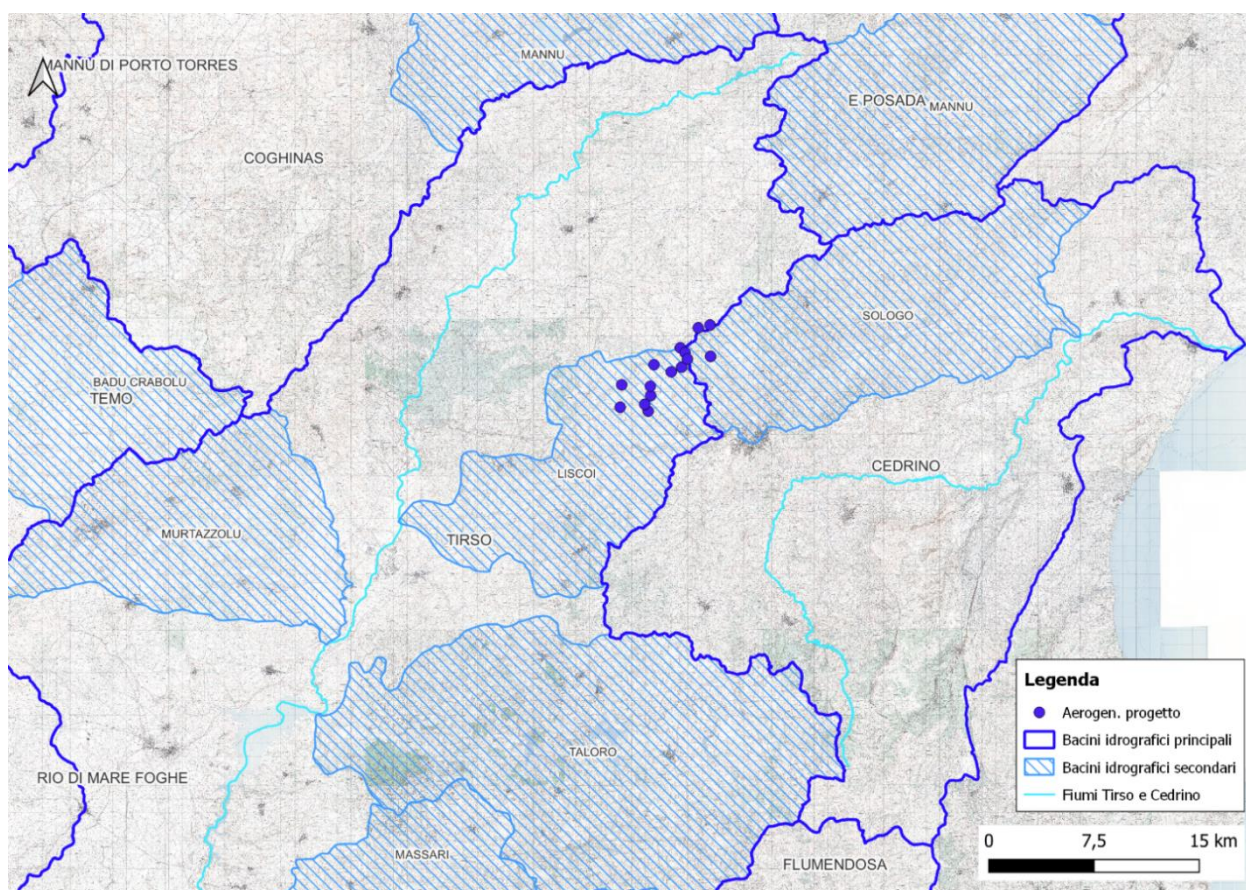 MANNU
MANNU DI PORTO TORRES
E POSADA MANNU
COGHINAS
SOLOGO
BADU CRABOLU
TEMO
CEDRINO
LISCOI
MURTAZZOLU
TIRSO
TALORO
RIO DI MARE FOGHE
MASSARI
FLUMENDOSA
Legenda
Aerogen. progetto
Bacini idrografici principali
Bacini idrografici secondari
Fiumi Tirso e Cedrino
0 7,5 15 km